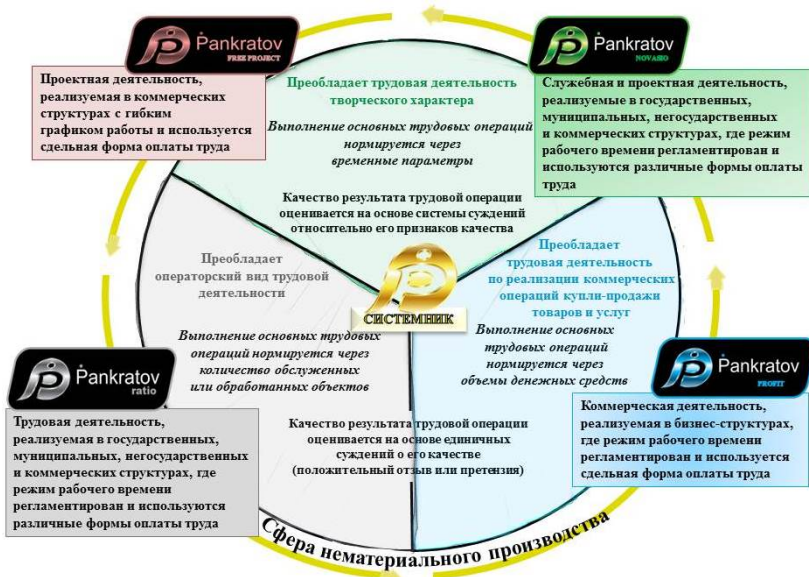 Pankratov
FREE PROJECT
Проектная деятельность,
реализуемая в коммерческих
структурах с гибким
графиком работы и используется
сдельная форма оплаты труда
Преобладает трудовая деятельность
творческого характера
Выполнение основных трудовых операций
нормируется через
временные параметры
Качество результата трудовой операции
оценивается на основе системы суждений
относительно его признаков качества
Pankratov
NOVASIO
Служебная и проектная деятельность,
реализуемые в государственных,
муниципальных, негосударственных
и коммерческих структурах, где режим
рабочего времени регламентирован и
используются различные формы оплаты
труда
Преобладает
операторский вид трудовой
деятельности
Выполнение основных трудовых
операций нормируется через
количество обслуженных
или обработанных объектов
СИСТЕМНИК
Преобладает
трудовая деятельность
по реализации коммерческих
операций купли-продажи
товаров и услуг
Выполнение основных
трудовых операций
нормируется через
объемы денежных средств
Качество результата трудовой операции
оценивается на основе единичных
суждений о его качестве
(положительный отзыв или претензия)
Pankratov
ratio
Трудовая деятельность,
реализуемая в государственных,
муниципальных, негосударственных
и коммерческих структурах, где
режим рабочего времени
регламентирован и используются
различные формы оплаты труда
Pankratov
PROFIT
Коммерческая деятельность,
реализуемая в бизнес-структурах,
где режим рабочего времени
регламентирован и используется
сдельная форма оплаты труда
Сфера нематериального производства